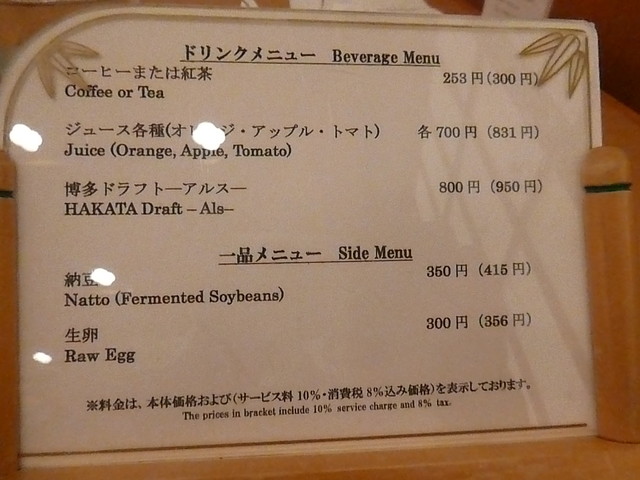 ドリンクメニュー Beverage Menu
コーヒーまたは紅茶 253円(300円)
Coffee or Tea
ジュース各種(オレンジ・アップル・トマト) 各700円 (831円)
Juice (Orange, Apple, Tomato)
博多ドラフト―アルス― 800円 (950円)
HAKATA Draft – Als–
一品メニュー Side Menu
納豆 350円 (415円)
Natto (Fermented Soybeans)
生卵 300円 (356円)
Raw Egg
※料金は、本体価格および(サービス料10%・消費税8%込み価格)を表示しております。
The prices in bracket include 10% service charge and 8% tax.